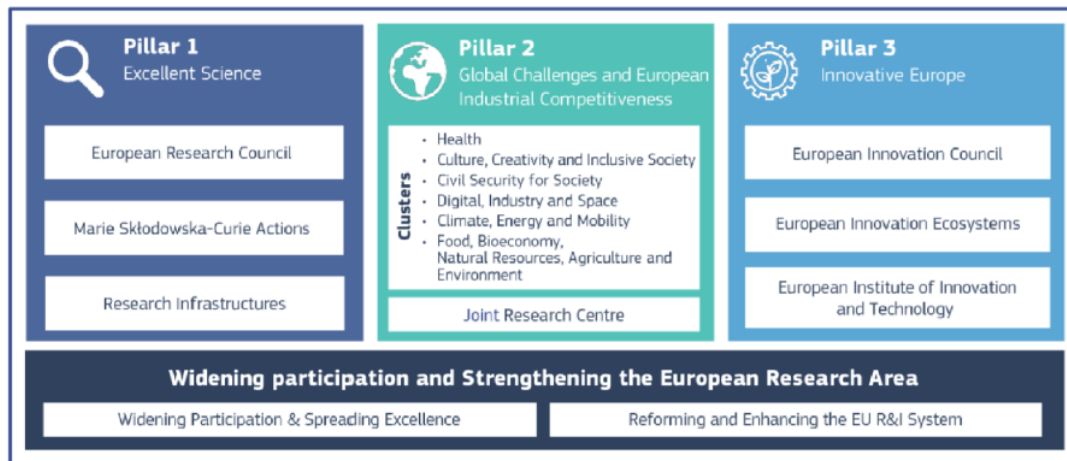 Pillar 1
Excellent Science
European Research Council
Marie Skłodowska-Curie Actions
Research Infrastructures
Pillar 2
Global Challenges and European
Industrial Competitiveness
Clusters
• Health
• Culture, Creativity and Inclusive Society
• Civil Security for Society
• Digital, Industry and Space
• Climate, Energy and Mobility
• Food, Bioeconomy,
Natural Resources, Agriculture and
Environment
Joint Research Centre
Pillar 3
Innovative Europe
European Innovation Council
European Innovation Ecosystems
European Institute of Innovation
and Technology
Widening participation and Strengthening the European Research Area
Widening Participation & Spreading Excellence
Reforming and Enhancing the EU R&I System